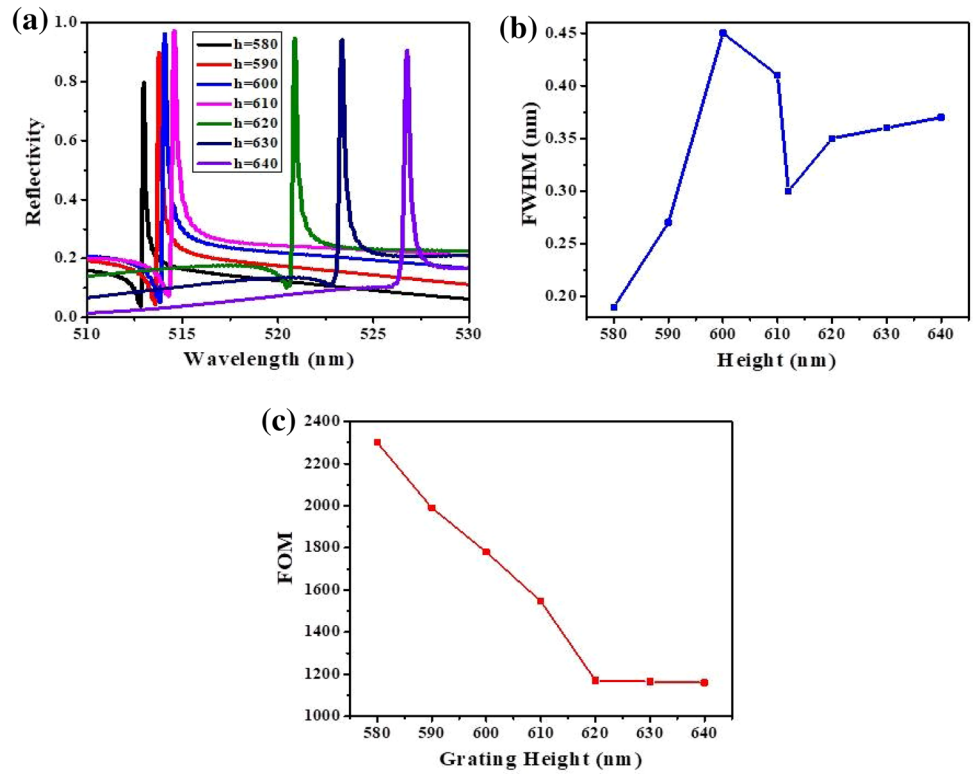 (a)
1.0
0.8
0.6
0.4
0.2
0.0
Reflectivity
510
515
520
525
530
Wavelength (nm)
h=580
h=590
h=600
h=610
h=620
h=630
h=640
(b)
0.45
0.40
0.35
0.30
0.25
0.20
FWHM (nm)
580
590
600
610
620
630
640
Height (nm)
(c)
2400
2200
2000
1800
1600
1400
1200
1000
FOM
580
590
600
610
620
630
640
Grating Height (nm)